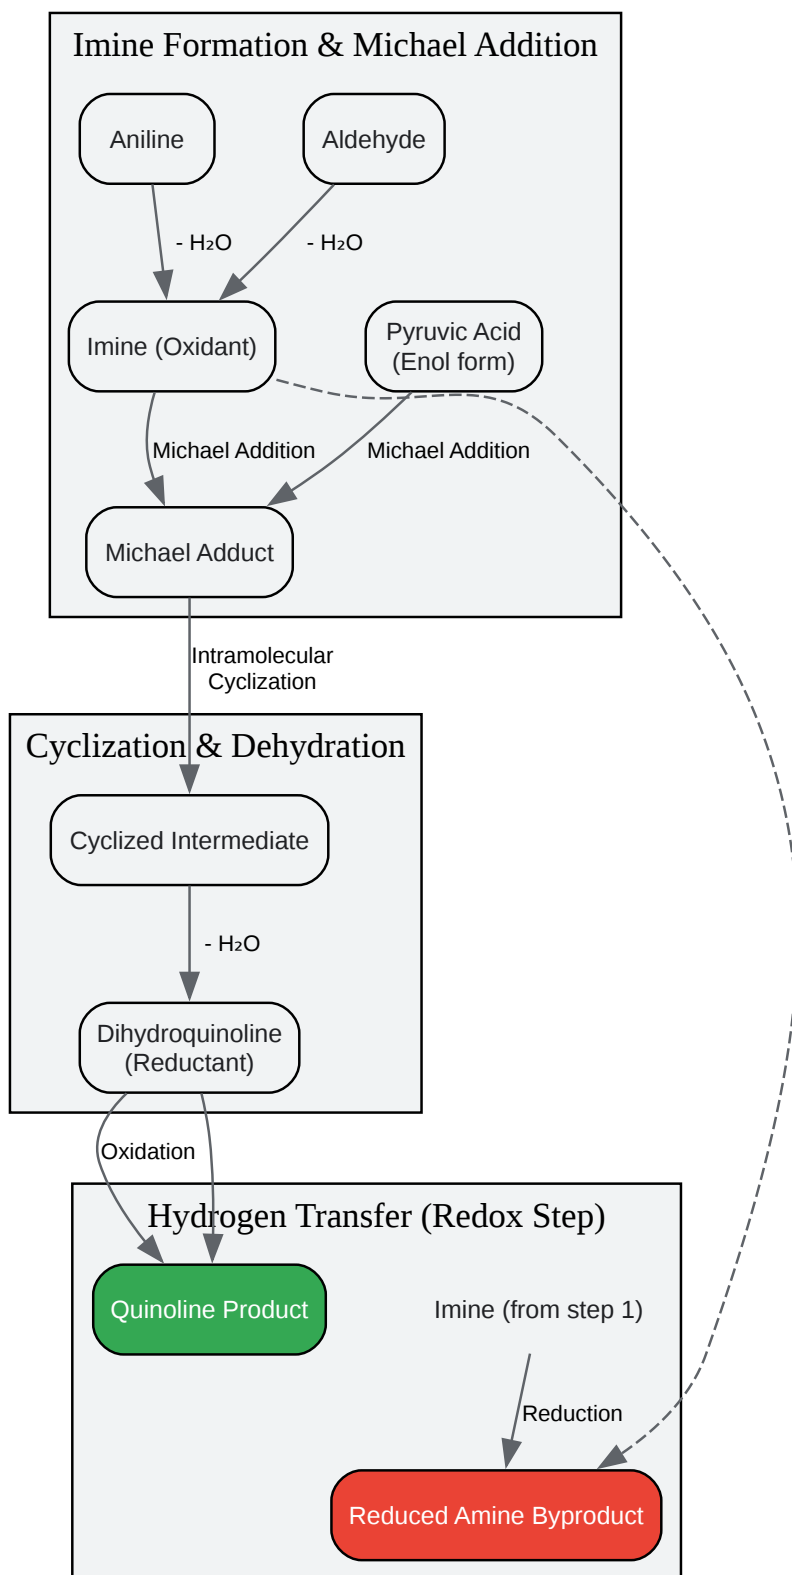 Imine Formation & Michael Addition
Aniline
Aldehyde
- H₂O
- H₂O
Imine (Oxidant)
Pyruvic Acid
(Enol form)
Michael Addition
Michael Addition
Michael Adduct
Intramolecular
Cyclization
Cyclization & Dehydration
Cyclized Intermediate
- H₂O
Dihydroquinoline
(Reductant)
Oxidation
Hydrogen Transfer (Redox Step)
Quinoline Product
Imine (from step 1)
Reduction
Reduced Amine Byproduct